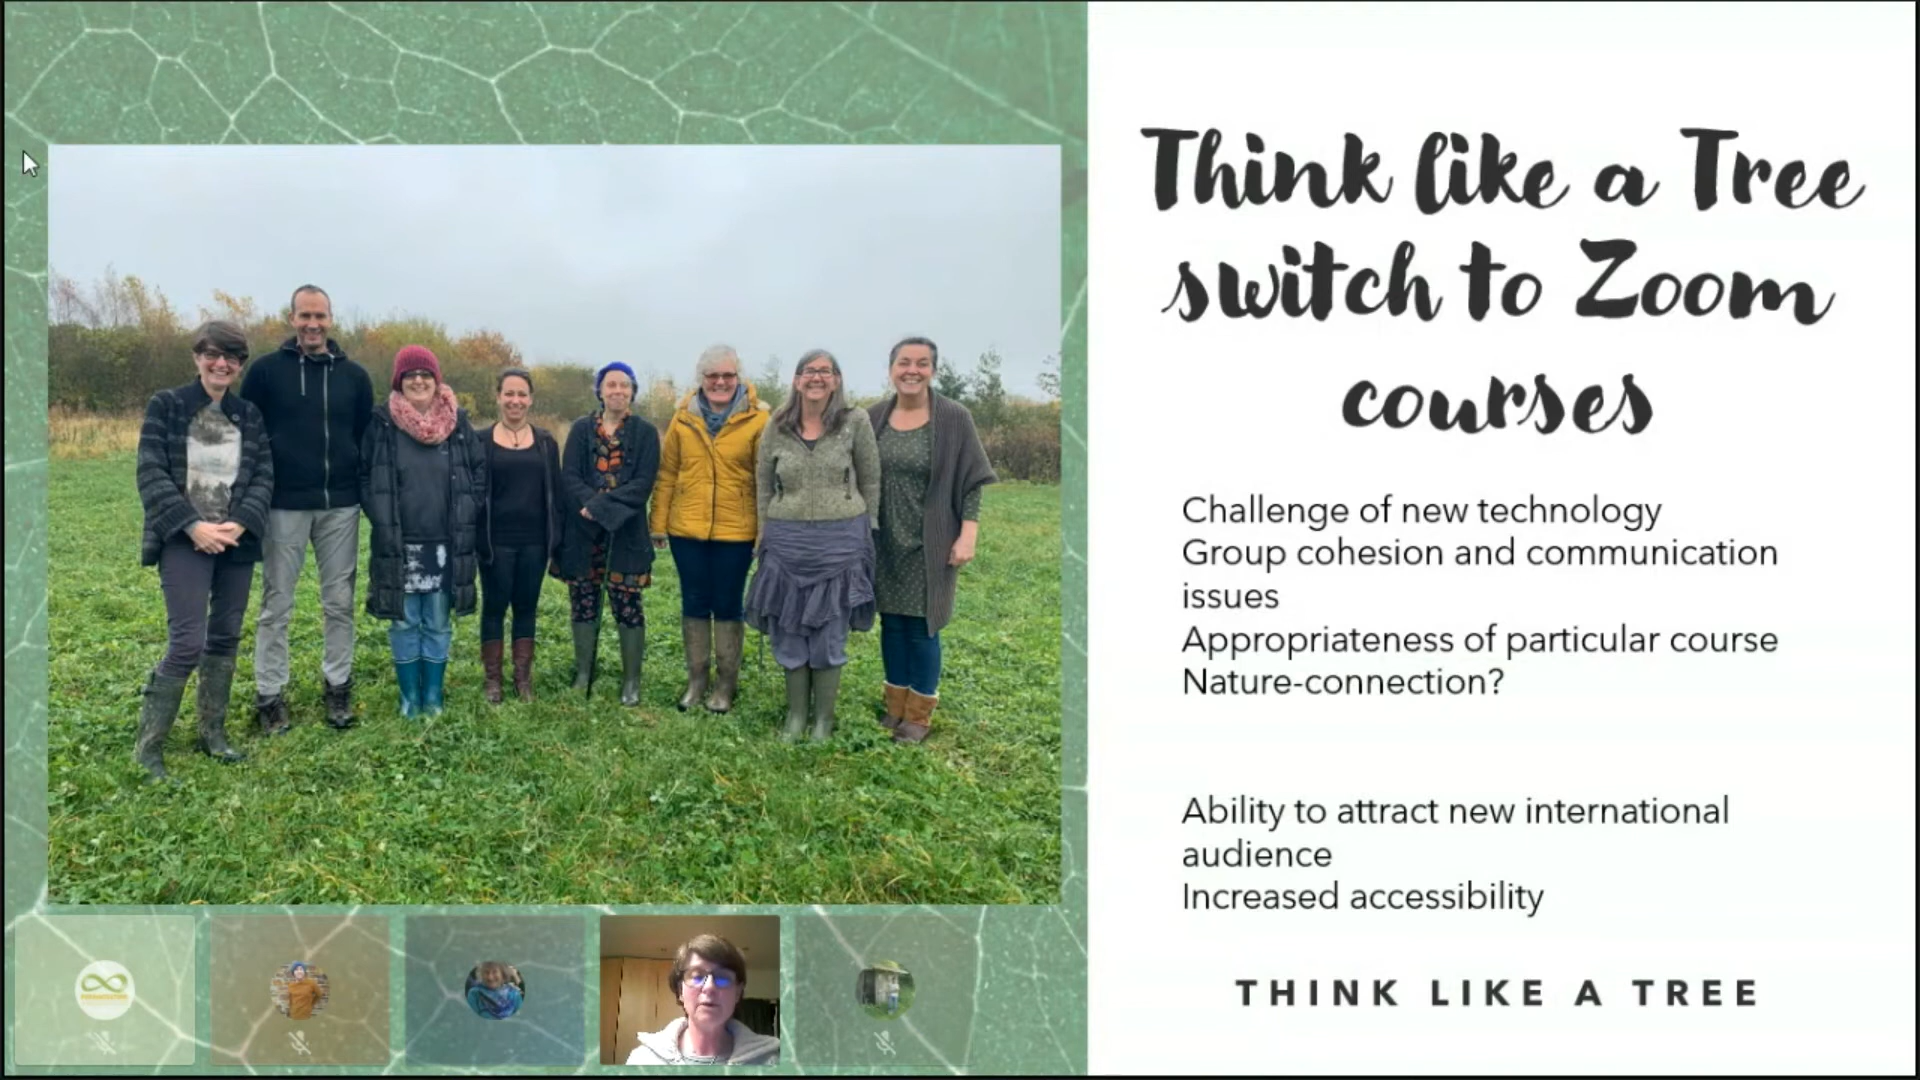 Think like a Tree
switch to Zoom
courses
Challenge of new technology
Group cohesion and communication
issues
Appropriateness of particular course
Nature-connection?
Ability to attract new international
audience
Increased accessibility
THINK LIKE A TREE